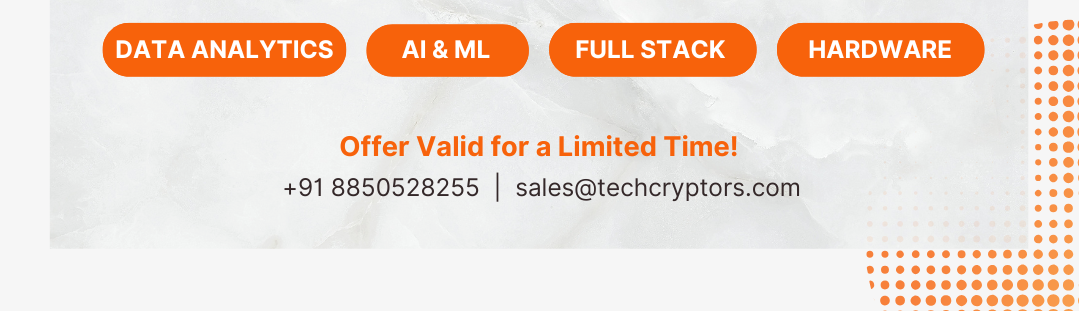 DATA ANALYTICS AI & ML FULL STACK HARDWARE
Offer Valid for a Limited Time!
+91 8850528255 | sales@techcryptors.com